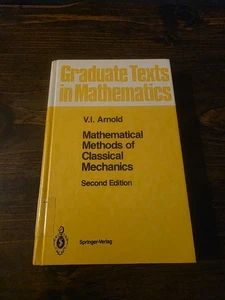 Graduate Texts
in Mathematics
V.I. Arnold
Mathematical
Methods of
Classical
Mechanics
Second Edition
Springer-Verlag